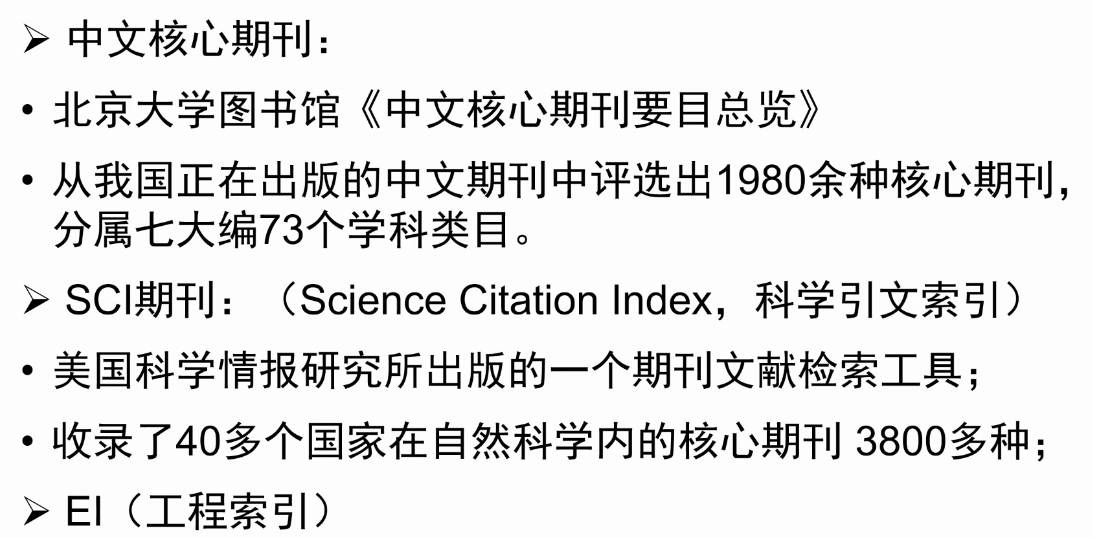 ➢ 中文核心期刊：
• 北京大学图书馆《中文核心期刊要目总览》
• 从我国正在出版的中文期刊中评选出1980余种核心期刊，
分属七大编73个学科类目。
➢ SCI期刊：（Science Citation Index，科学引文索引）
• 美国科学情报研究所出版的一个期刊文献检索工具；
• 收录了40多个国家在自然科学内的核心期刊 3800多种；
➢ EI（工程索引）